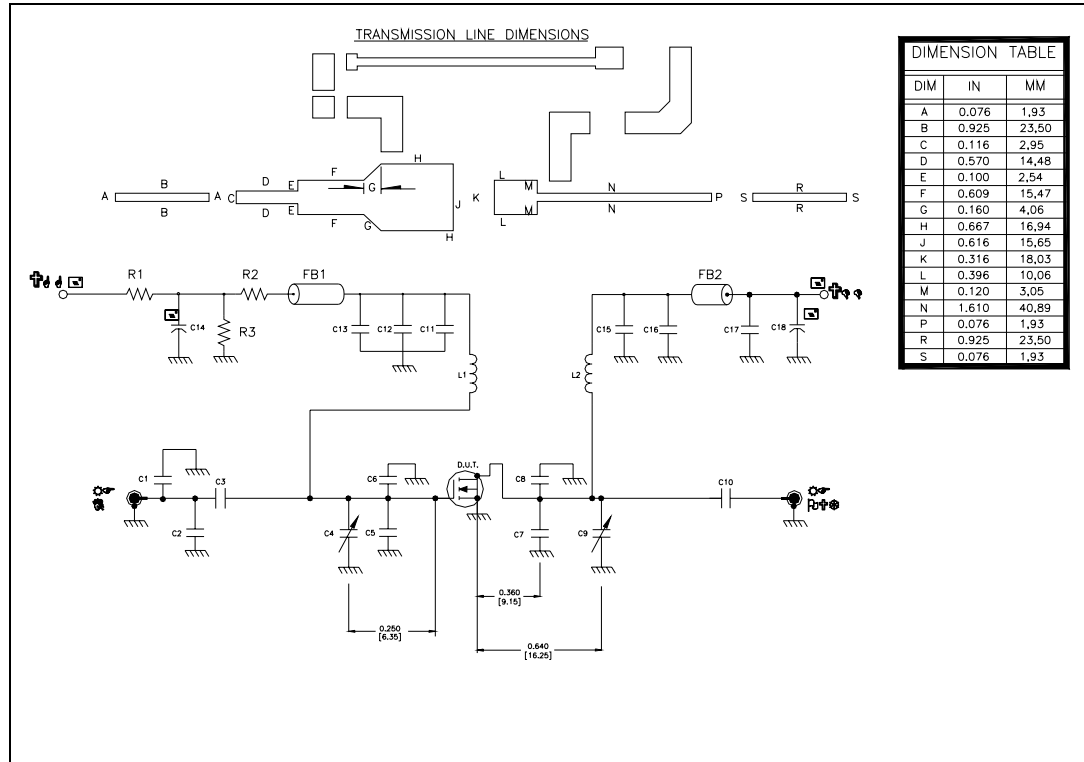 TRANSMISSION LINE DIMENSIONS
DIMENSION TABLE
DIM IN MM
A 0.076 1,93
B 0.925 23,50
C 0.116 2,95
D 0.570 14,48
E 0.100 2,54
F 0.609 15,47
G 0.160 4,06
H 0.667 16,94
J 0.616 15,65
K 0.316 18,03
L 0.396 10,06
M 0.120 3,05
N 1.610 40,89
P 0.076 1,93
R 0.925 23,50
S 0.076 1,93
H
F
L
G
B
D
E
M
N
R
A
A
C
J
K
P
S
S
B
D
E
F
G
H
M
L
N
R
R1
R2
FB1
FB2
C14
R3
C13
C12
C11
C15
C16
C17
C18
L1
L2
C1
C3
C2
C6
D.U.T.
C8
C10
C4
C5
C7
C9
0.360
[9.15]
0.250
[6.35]
0.640
[16.25]